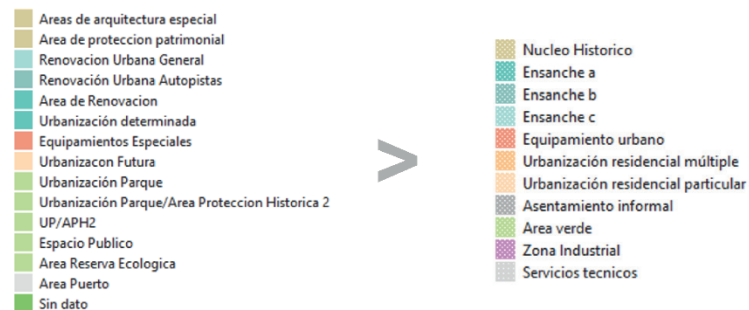 Areas de arquitectura especial
Area de proteccion patrimonial
Renovacion Urbana General
Renovación Urbana Autopistas
Area de Renovacion
Urbanización determinada
Equipamientos Especiales
Urbanizacon Futura
Urbanización Parque
Urbanización Parque/Area Proteccion Historica 2
UP/APH2
Espacio Publico
Area Reserva Ecologica
Area Puerto
Sin dato
>
Nucleo Historico
Ensanche a
Ensanche b
Ensanche c
Equipamiento urbano
Urbanización residencial múltiple
Urbanización residencial particular
Asentamiento informal
Area verde
Zona Industrial
Servicios tecnicos